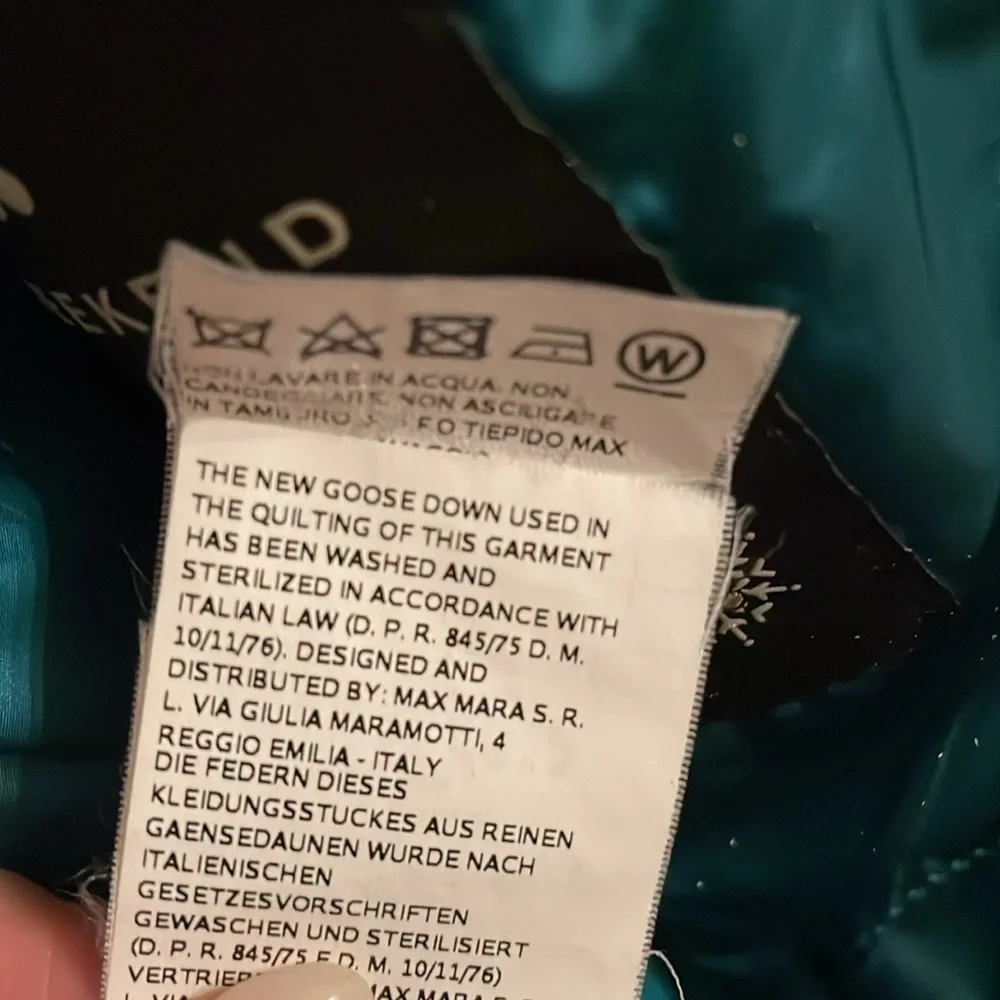 EKEND
W
NON LAVARE IN ACQUA. NON
CANDEGGIARE. NON ASCIUGARE
IN TAMBURO TIEPIDO MAX
THE NEW GOOSE DOWN USED IN
THE QUILTING OF THIS GARMENT
HAS BEEN WASHED AND
STERILIZED IN ACCORDANCE WITH
ITALIAN LAW (D. P. R. 845/75 D. M.
10/11/76). DESIGNED AND
DISTRIBUTED BY: MAX MARA S. R.
L. VIA GIULIA MARAMOTTI, 4
REGGIO EMILIA - ITALY
DIE FEDERN DIESES
KLEIDUNGSSTUCKES AUS REINEN
GAENSEDAUNEN WURDE NACH
ITALIENISCHEN
GESETZESVORSCHRIFTEN
GEWASCHEN UND STERILISIERT
(D. P. R. 845/75 E D. M. 10/11/76)
MAX MARA
L. VIA